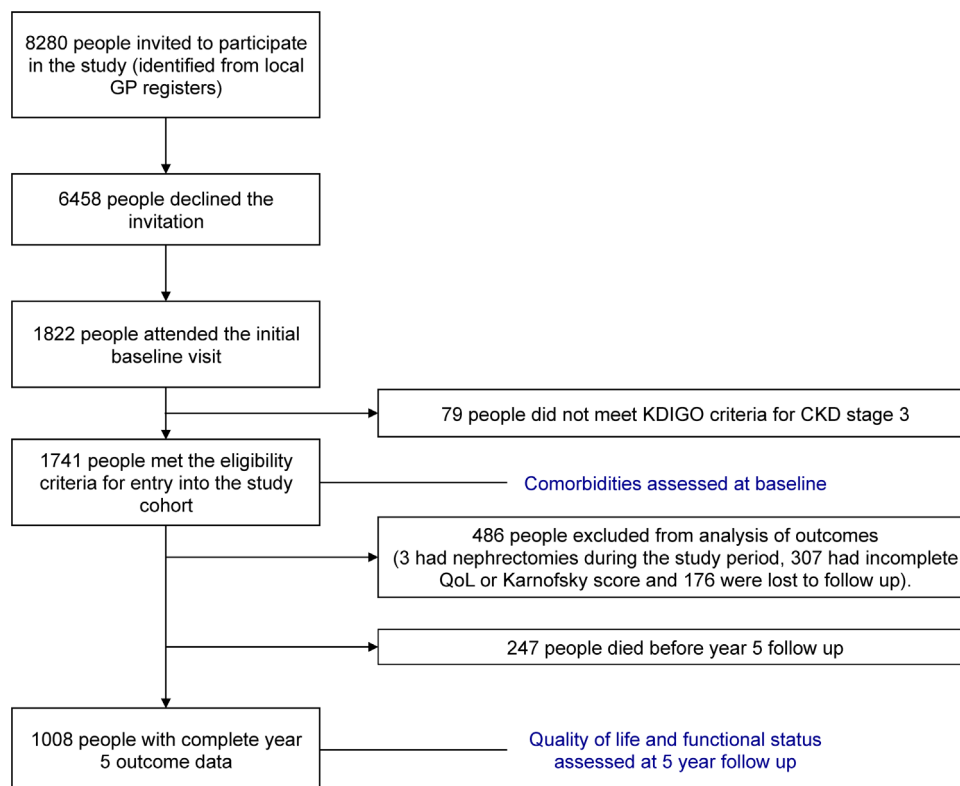 8280 people invited to participate
in the study (identified from local
GP registers)
6458 people declined the
invitation
1822 people attended the initial
baseline visit
79 people did not meet KDIGO criteria for CKD stage 3
1741 people met the eligibility
criteria for entry into the study
cohort
Comorbidities assessed at baseline
486 people excluded from analysis of outcomes
(3 had nephrectomies during the study period, 307 had incomplete
QoL or Karnofsky score and 176 were lost to follow up).
247 people died before year 5 follow up
1008 people with complete year
5 outcome data
Quality of life and functional status
assessed at 5 year follow up